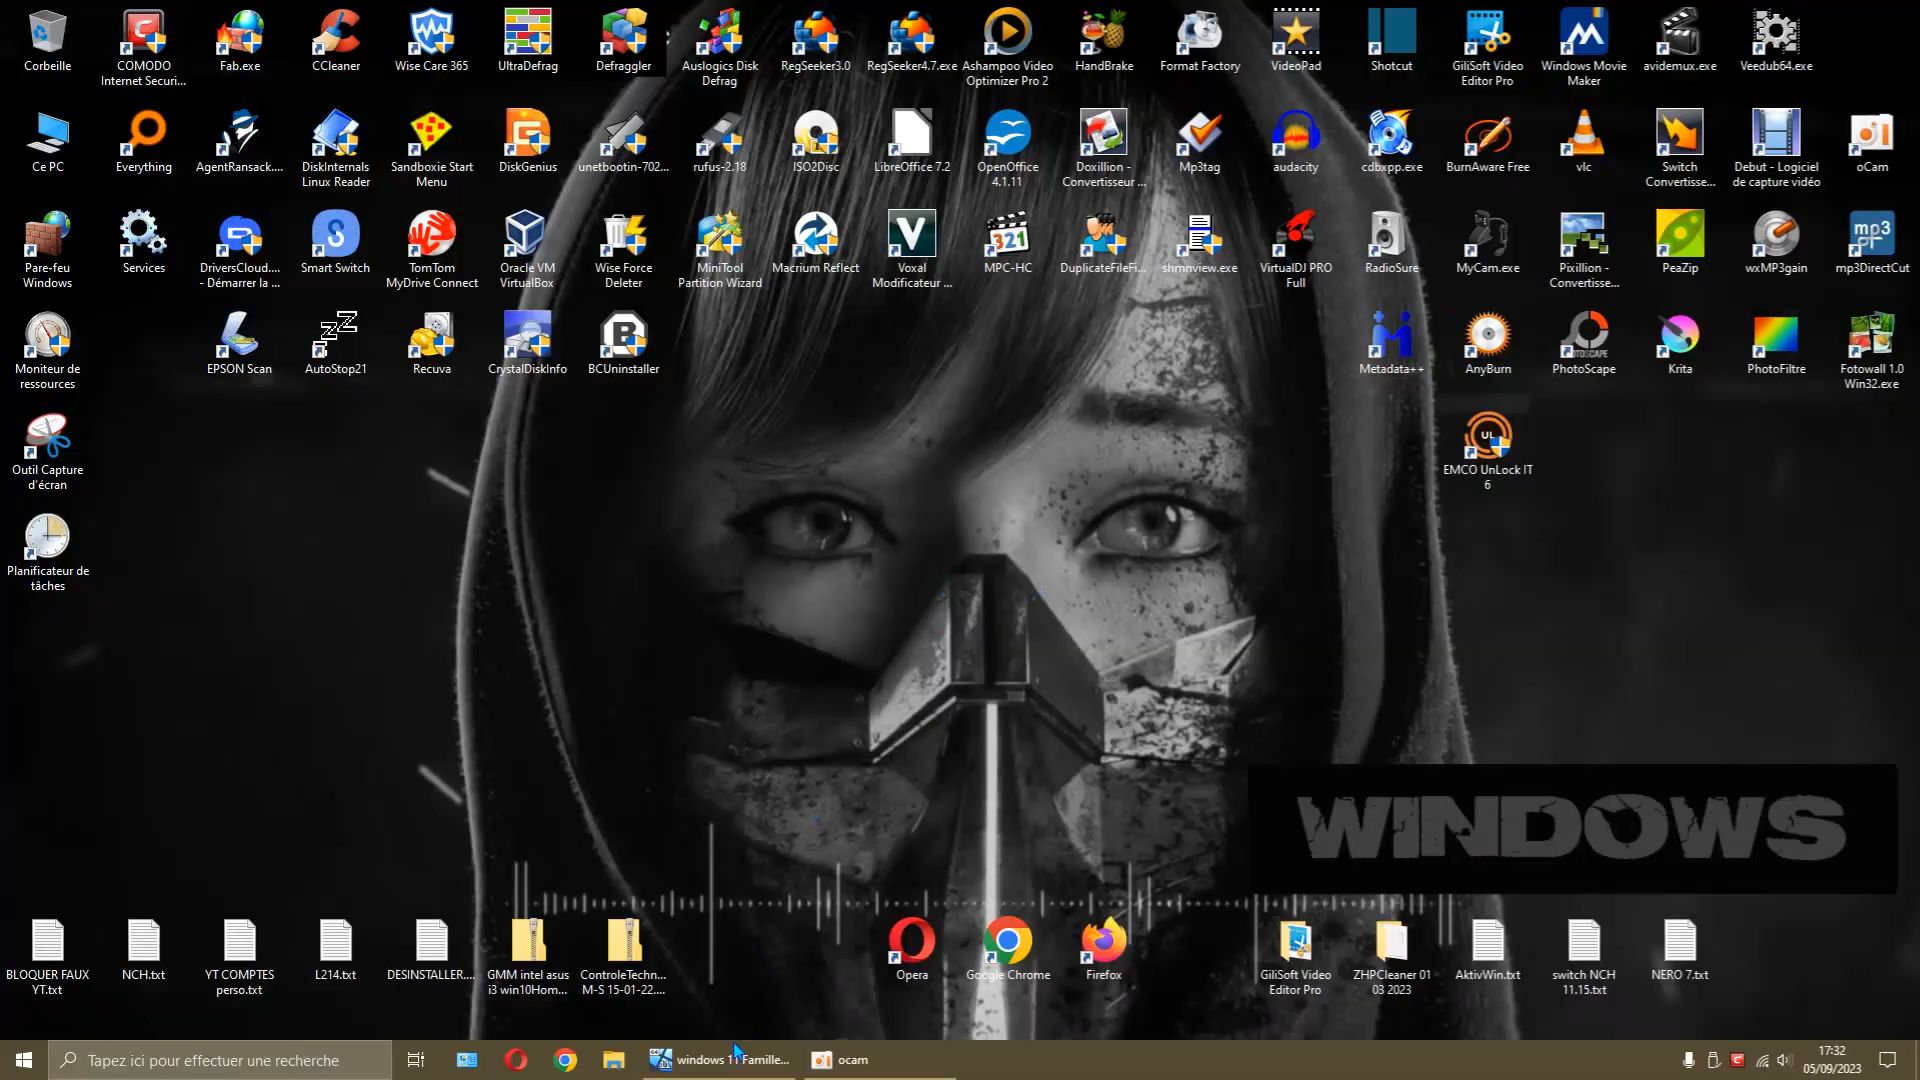 Corbeille
COMODO
Internet Securi...
Fab.exe
CCleaner
Wise Care 365
UltraDefrag
Defraggler
Auslogics Disk
Defrag
RegSeeker3.0
RegSeeker4.7.exe
Ashampoo Video
Optimizer Pro 2
HandBrake
Format Factory
VideoPad
Shotcut
GiliSoft Video
Editor Pro
Windows Movie
Maker
avidemux.exe
Veedub64.exe
Ce PC
Everything
AgentRansack....
DiskInternals
Linux Reader
Sandboxie Start
Menu
DiskGenius
unetbootin-702...
rufus-2.18
ISO2Disc
LibreOffice 7.2
OpenOffice
4.1.11
Doxillion -
Convertisseur ...
Mp3tag
audacity
cdbxpp.exe
BurnAware Free
vlc
Switch
Convertisse...
Debut - Logiciel
de capture vidéo
oCam
Pare-feu
Windows
Services
DriversCloud....
- Démarrer la ...
Smart Switch
TomTom
MyDrive Connect
Oracle VM
VirtualBox
Wise Force
Deleter
MiniTool
Partition Wizard
Macrium Reflect
V
Voxal
Modificateur ...
321
MPC-HC
DuplicateFileFi...
shmnview.exe
VirtualDJ PRO
Full
RadioSure
MyCam.exe
Pixillion -
Convertisse...
PeaZip
wxMP3gain
mp3
mp3DirectCut
Moniteur de
ressources
EPSON Scan
AutoStop21
Recuva
CrystalDiskInfo
B
BCUninstaller
Metadata++
AnyBurn
PHOTOSCAPE
PhotoScape
Krita
PhotoFiltre
Fotowall 1.0
Win32.exe
Outil Capture
d'écran
UL
EMCO UnLock IT
6
Planificateur de
tâches
WINDOWS
BLOQUER FAUX
YT.txt
NCH.txt
YT COMPTES
perso.txt
L214.txt
DESINSTALLER....
GMM intel asus
i3 win10Hom...
ControleTechn...
M-S 15-01-22....
Opera
Google Chrome
Firefox
GiliSoft Video
Editor Pro
ZHPCleaner 01
03 2023
AktivWin.txt
switch NCH
11.15.txt
NERO 7.txt
Tapez ici pour effectuer une recherche
windows 11 Famille...
ocam
17:32
05/09/2023